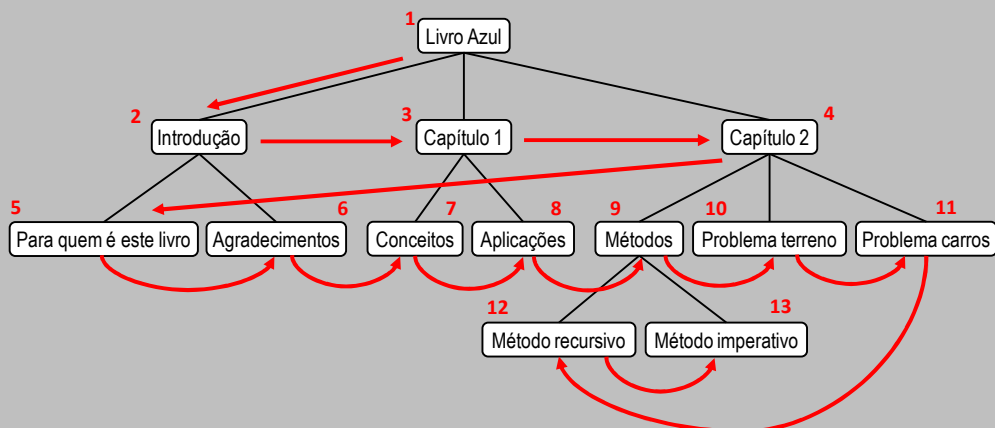 1
Livro Azul
2
3
4
Introdução
Capítulo 1
Capítulo 2
5
6
7
8
9
10
11
Para quem é este livro
Agradecimentos
Conceitos
Aplicações
Métodos
Problema terreno
Problema carros
12
13
Método recursivo
Método imperativo